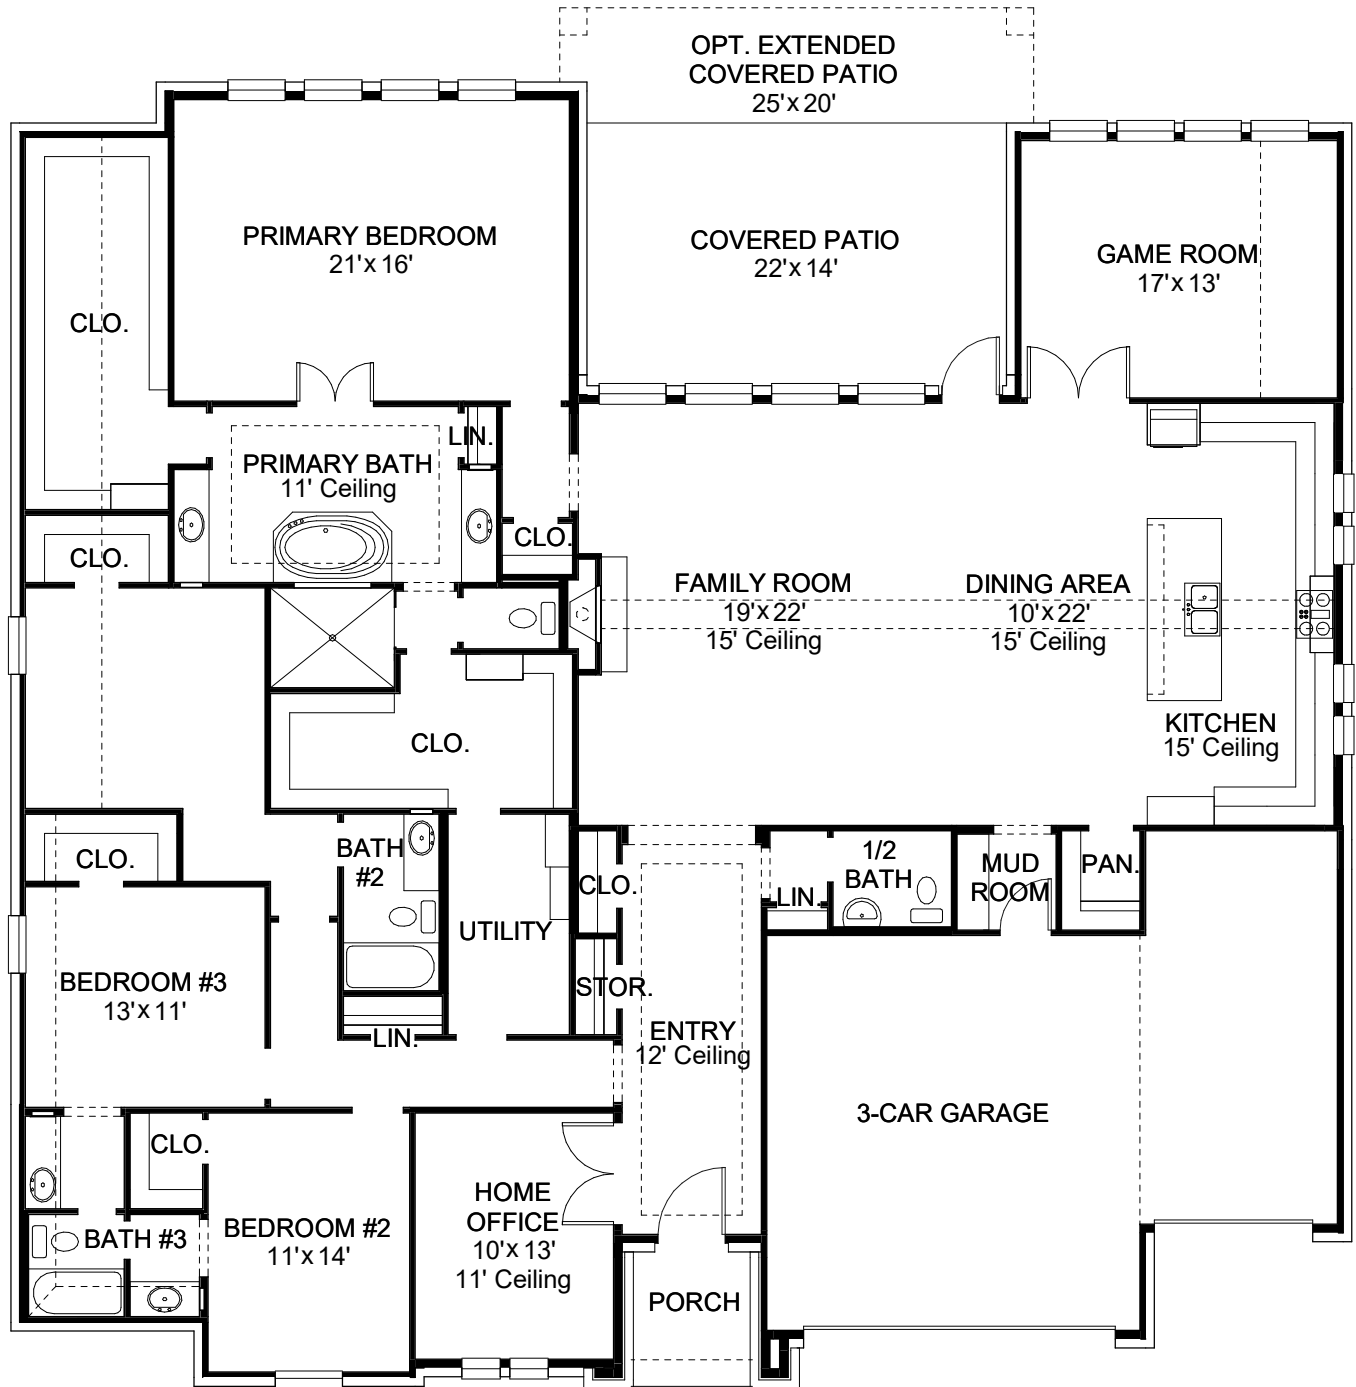 OPT. EXTENDED
COVERED PATIO
25'x 20'
PRIMARY BEDROOM
21'x 16'
COVERED PATIO
22'x 14'
GAME ROOM
17'x 13'
CLO.
LIN.
PRIMARY BATH
11' Ceiling
CLO.
CLO.
FAMILY ROOM
19'x 22'
15' Ceiling
DINING AREA
10'x 22'
15' Ceiling
KITCHEN
15' Ceiling
CLO.
CLO.
BATH
#2
CLO.
1/2
BATH
LIN.
MUD
ROOM
PAN.
UTILITY
BEDROOM #3
13'x 11'
STOR.
LIN.
ENTRY
12' Ceiling
3-CAR GARAGE
CLO.
BATH #3
BEDROOM #2
11'x 14'
HOME
OFFICE
10'x 13'
11' Ceiling
PORCH